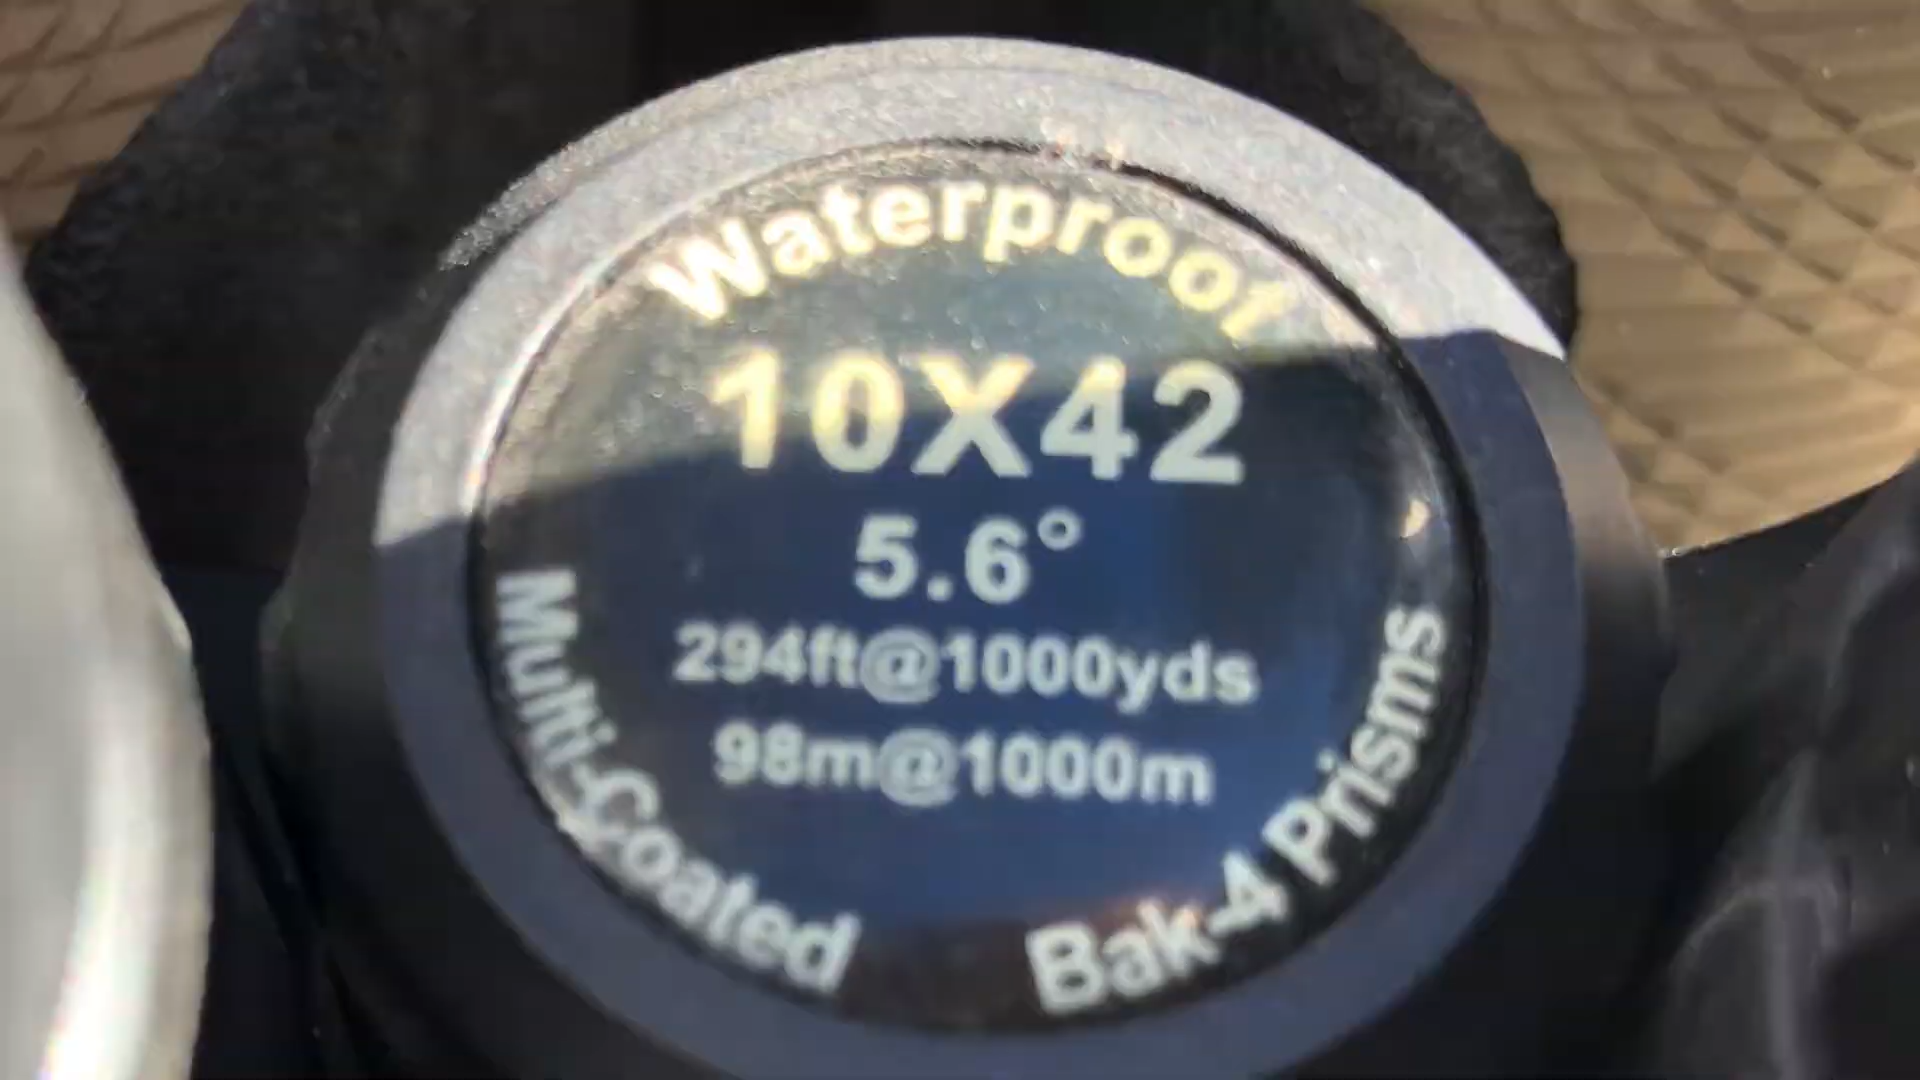 Waterproof
10X42
5.6°
294ft@1000yds
98m@1000m
Multi-Coated
Bak-4 Prisms